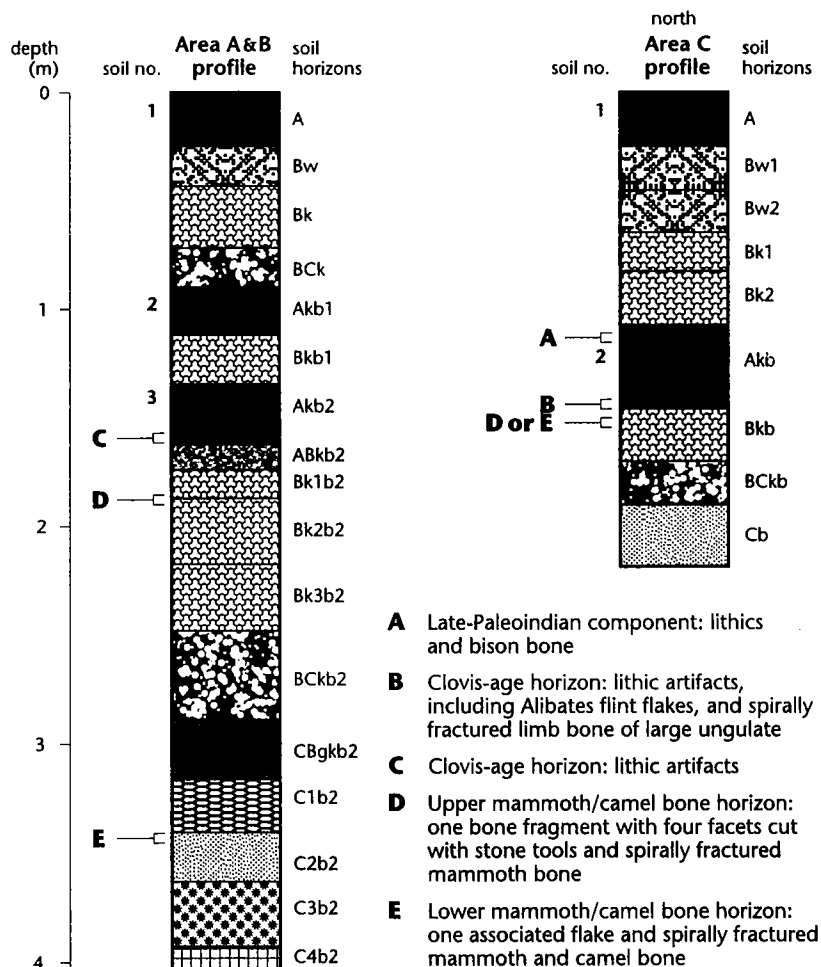 depth
(m)
soil no.
Area A&B
profile
soil
horizons
0
1
2
3
4
1
2
3
A
Bw
Bk
BCk
Akb1
Bkb1
Akb2
ABkb2
Bk1b2
Bk2b2
Bk3b2
BCkb2
CBgkb2
C1b2
C2b2
C3b2
C4b2
C
D
E
north
soil no.
Area C
profile
soil
horizons
1
2
A
Bw1
Bw2
Bk1
Bk2
Akb
Bkb
BCkb
Cb
A
B
D or E
A Late-Paleoindian component: lithics
and bison bone
B Clovis-age horizon: lithic artifacts,
including Alibates flint flakes, and spirally
fractured limb bone of large ungulate
C Clovis-age horizon: lithic artifacts
D Upper mammoth/camel bone horizon:
one bone fragment with four facets cut
with stone tools and spirally fractured
mammoth bone
E Lower mammoth/camel bone horizon:
one associated flake and spirally fractured
mammoth and camel bone